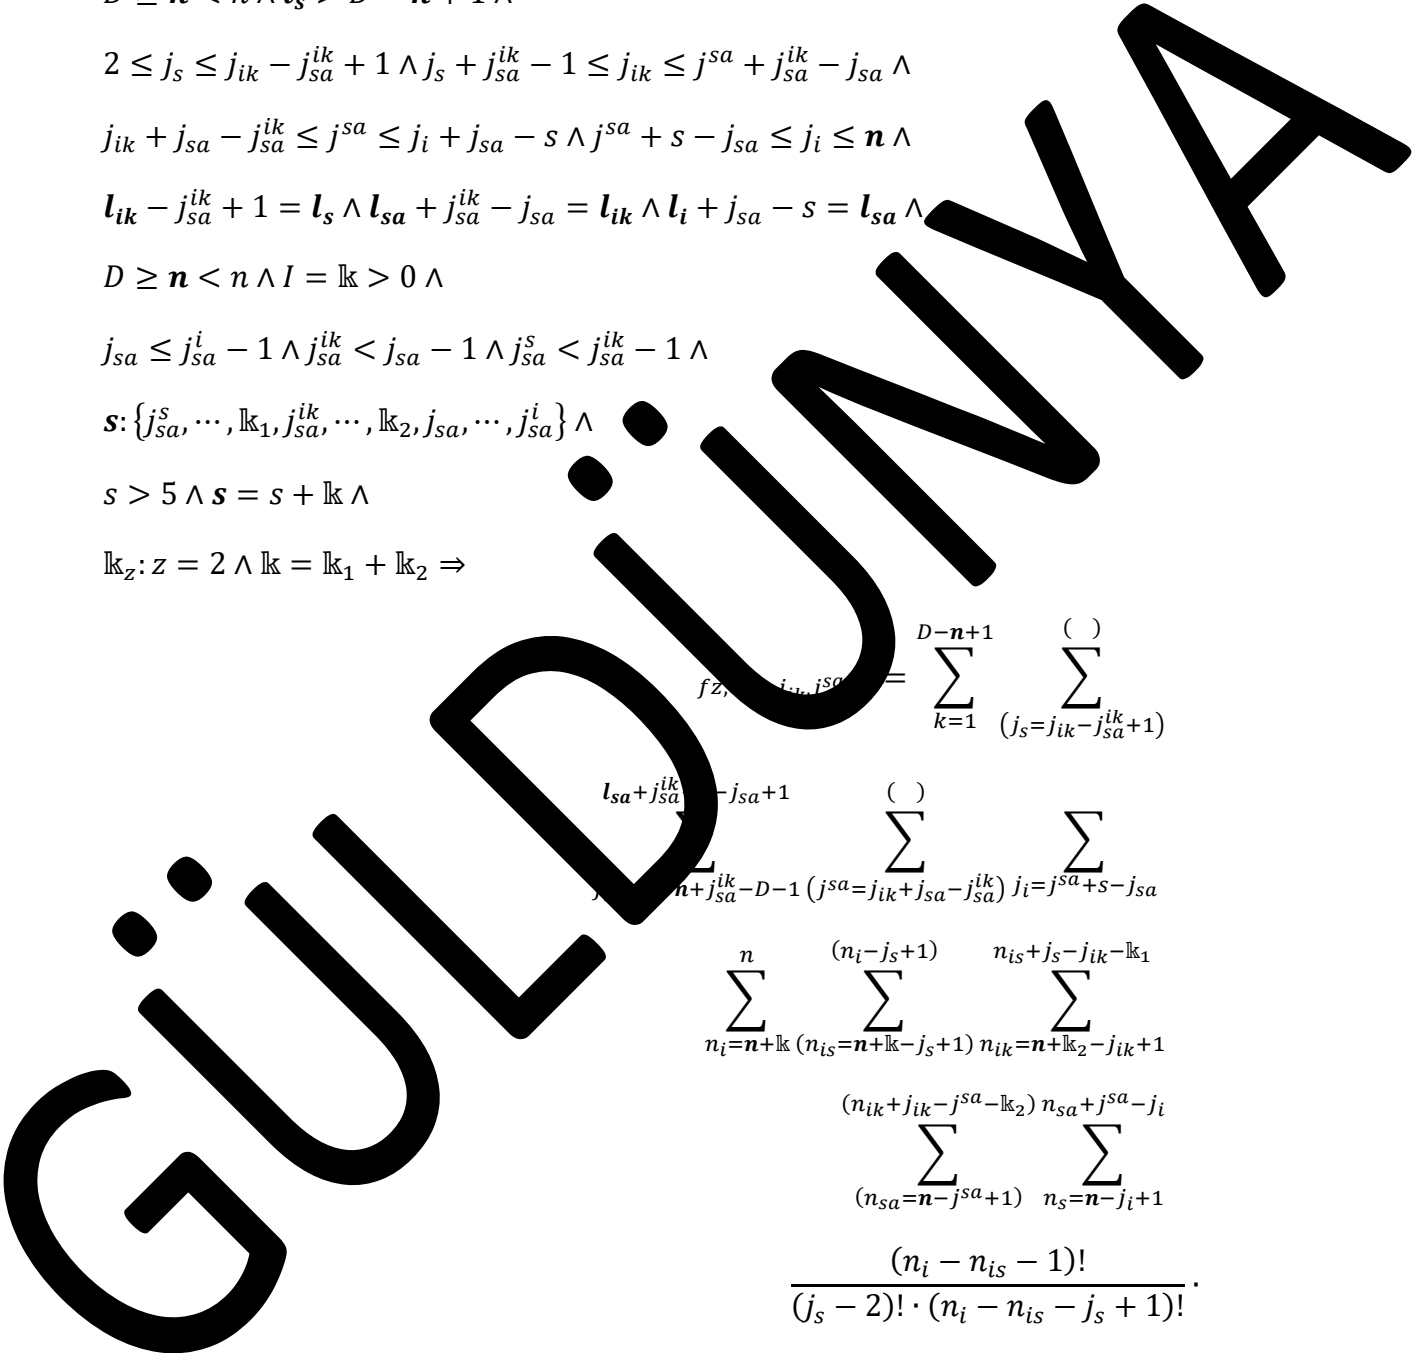 2 ≤ j_s ≤ j_{ik} − j_{sa}^{ik} + 1 ∧ j_s + j_{sa}^{ik} − 1 ≤ j_{ik} ≤ j^{sa} + j_{sa}^{ik} − j_{sa} ∧
j_{ik} + j_{sa} − j_{sa}^{ik} ≤ j^{sa} ≤ j_i + j_{sa} − s ∧ j^{sa} + s − j_{sa} ≤ j_i ≤ n ∧
l_{ik} − j_{sa}^{ik} + 1 = l_s ∧ l_{sa} + j_{sa}^{ik} − j_{sa} = l_{ik} ∧ l_i + j_{sa} − s = l_{sa} ∧
D ≥ n < n ∧ I = 𝕜 > 0 ∧
j_{sa} ≤ j_{sa}^{i} − 1 ∧ j_{sa}^{ik} < j_{sa} − 1 ∧ j_{sa}^{s} < j_{sa}^{ik} − 1 ∧
s: {j_{sa}^{s}, ⋯ , 𝕜_1, j_{sa}^{ik}, ⋯ , 𝕜_2, j_{sa}, ⋯ , j_{sa}^{i}} ∧
s > 5 ∧ s = s + 𝕜 ∧
𝕜_z: z = 2 ∧ 𝕜 = 𝕜_1 + 𝕜_2 ⇒
= ∑_{k=1}^{D−n+1} ∑_{(j_s=j_{ik}−j_{sa}^{ik}+1)}^{( )}
∑_{(j^{sa}=j_{ik}+j_{sa}−j_{sa}^{ik})}^{( )} ∑_{j_i=j^{sa}+s−j_{sa}}
∑_{n_i=n+𝕜}^{n} ∑_{(n_{is}=n+𝕜−j_s+1)}^{(n_i−j_s+1)} ∑_{n_{ik}=n+𝕜_2−j_{ik}+1}^{n_{is}+j_s−j_{ik}−𝕜_1}
∑_{(n_{sa}=n−j^{sa}+1)}^{(n_{ik}+j_{ik}−j^{sa}−𝕜_2)} ∑_{n_s=n−j_i+1}^{n_{sa}+j^{sa}−j_i}
(n_i − n_{is} − 1)!
(j_s − 2)! · (n_i − n_{is} − j_s + 1)! ·
GÜLDÜNYA